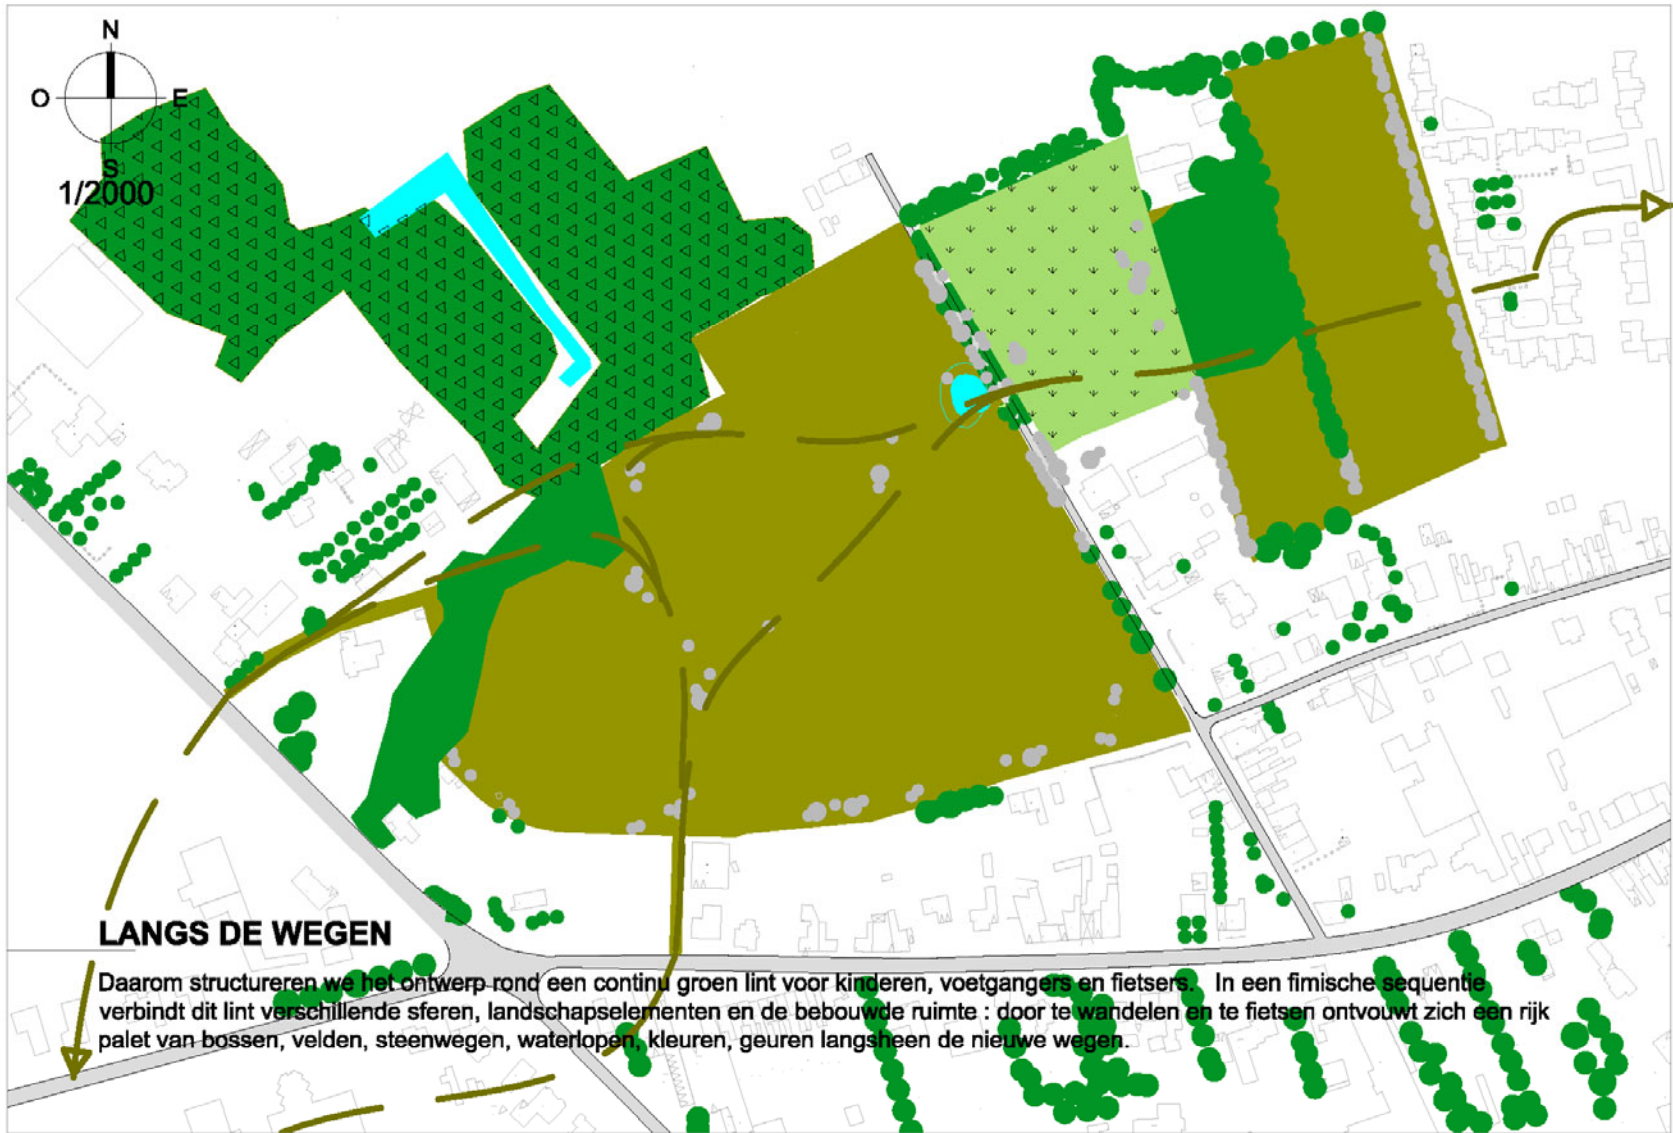 N
O E
S
1/2000
LANGS DE WEGEN
Daarom structureren we het ontwerp rond een continu groen lint voor kinderen, voetgangers en fietsers. In een fimische sequentie
verbindt dit lint verschillende sferen, landschapselementen en de bebouwde ruimte : door te wandelen en te fietsen ontvouwt zich een rijk
palet van bossen, velden, steenwegen, waterlopen, kleuren, geuren langsheen de nieuwe wegen.